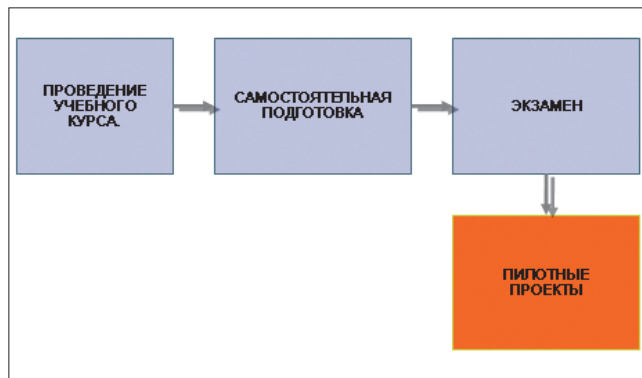 ПРОВЕДЕНИЕ
УЧЕБНОГО
КУРСА.
САМОСТОЯТЕЛЬНАЯ
ПОДГОТОВКА
ЭКЗАМЕН
ПИЛОТНЫЕ
ПРОЕКТЫ